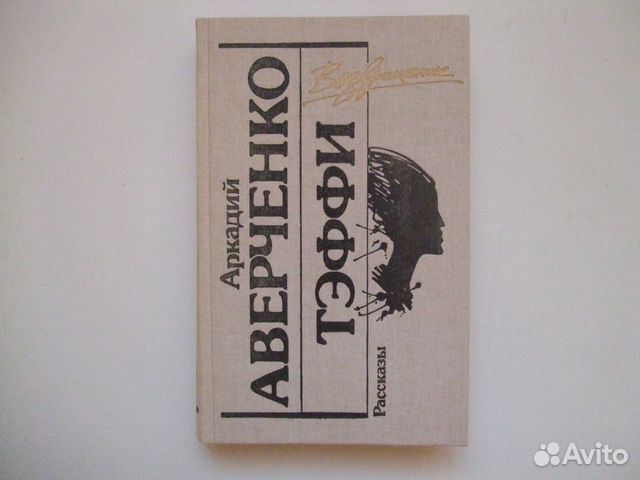 Аркадий
АВЕРЧЕНКО
ТЭФФИ
Возвращение
Рассказы
Avito